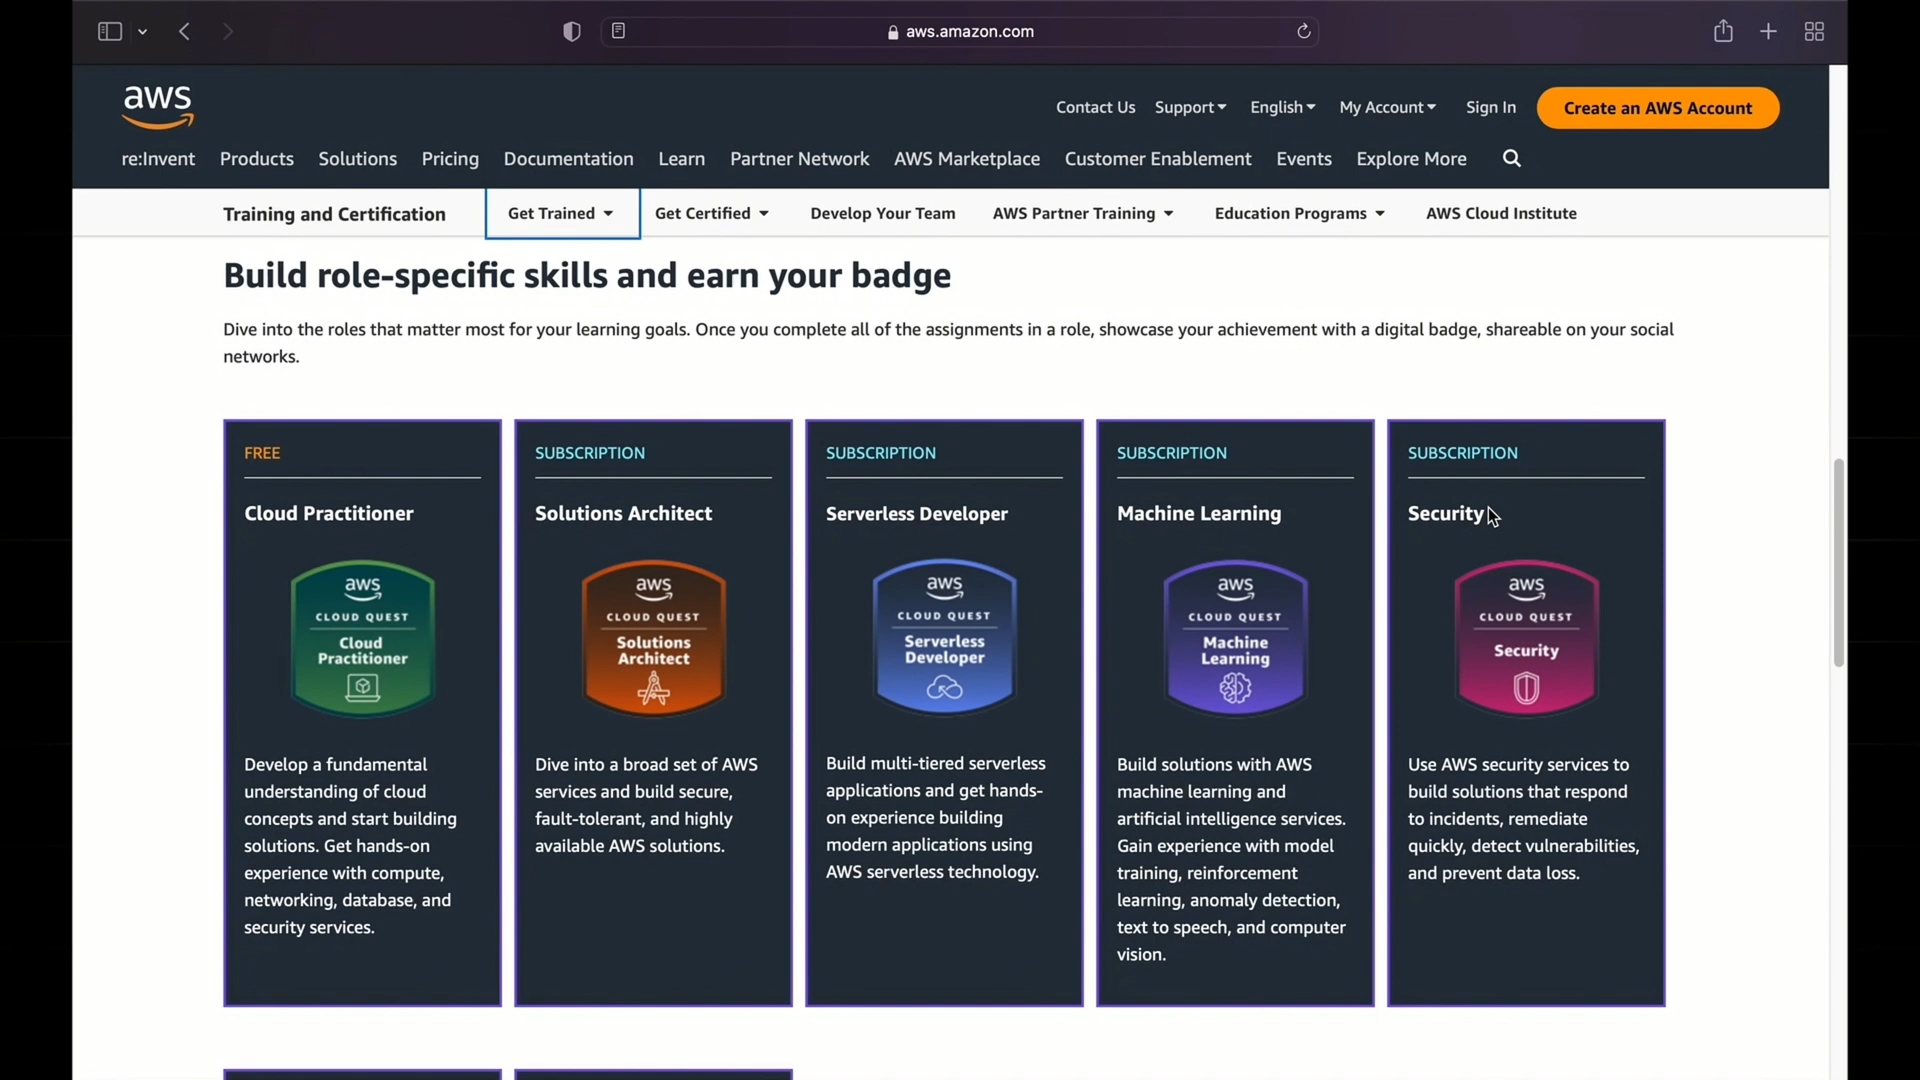 aws.amazon.com
aws
Contact Us Support English My Account Sign In Create an AWS Account
re:Invent Products Solutions Pricing Documentation Learn Partner Network AWS Marketplace Customer Enablement Events Explore More
Training and Certification Get Trained Get Certified Develop Your Team AWS Partner Training Education Programs AWS Cloud Institute
Build role-specific skills and earn your badge
Dive into the roles that matter most for your learning goals. Once you complete all of the assignments in a role, showcase your achievement with a digital badge, shareable on your social
networks.
FREE
Cloud Practitioner
aws
CLOUD QUEST
Cloud
Practitioner
Develop a fundamental
understanding of cloud
concepts and start building
solutions. Get hands-on
experience with compute,
networking, database, and
security services.
SUBSCRIPTION
Solutions Architect
aws
CLOUD QUEST
Solutions
Architect
Dive into a broad set of AWS
services and build secure,
fault-tolerant, and highly
available AWS solutions.
SUBSCRIPTION
Serverless Developer
aws
CLOUD QUEST
Serverless
Developer
Build multi-tiered serverless
applications and get hands-
on experience building
modern applications using
AWS serverless technology.
SUBSCRIPTION
Machine Learning
aws
CLOUD QUEST
Machine
Learning
Build solutions with AWS
machine learning and
artificial intelligence services.
Gain experience with model
training, reinforcement
learning, anomaly detection,
text to speech, and computer
vision.
SUBSCRIPTION
Security
aws
CLOUD QUEST
Security
Use AWS security services to
build solutions that respond
to incidents, remediate
quickly, detect vulnerabilities,
and prevent data loss.